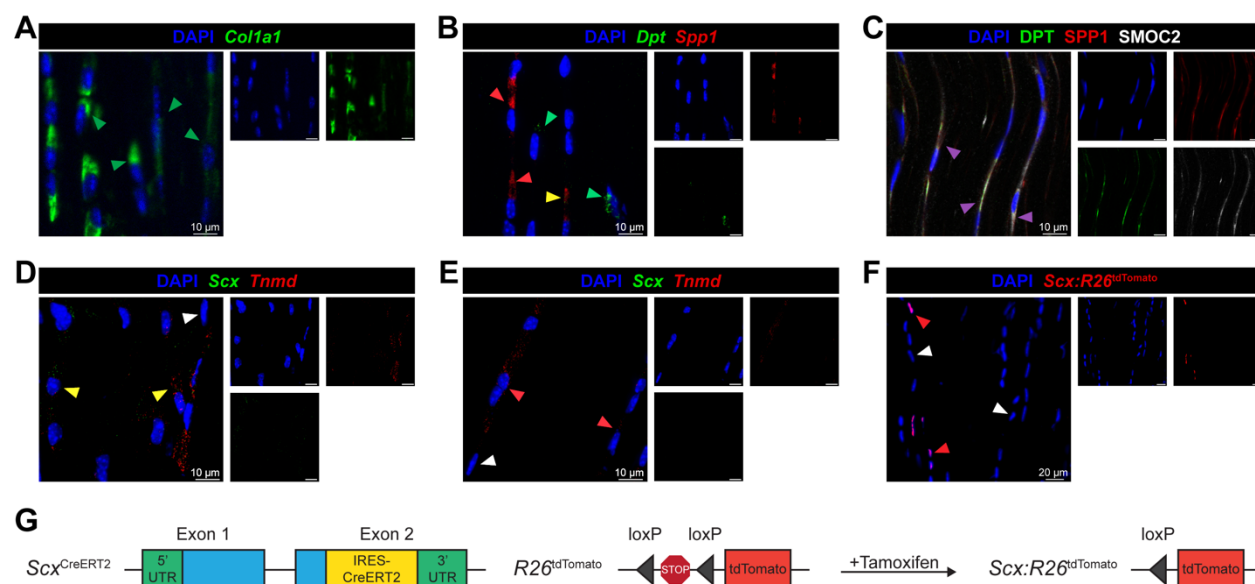 A
DAPI Col1a1
10 µm
B
DAPI Dpt Spp1
10 µm
C
DAPI DPT SPP1 SMOC2
10 µm
D
DAPI Scx Tnmd
10 µm
E
DAPI Scx Tnmd
10 µm
F
DAPI Scx:R26tdTomato
20 µm
G
Exon 1
Exon 2
loxP
loxP
loxP
ScxCreERT2
5'
UTR
IRES-
CreERT2
3'
UTR
R26tdTomato
STOP
tdTomato
+Tamoxifen
Scx:R26tdTomato
tdTomato